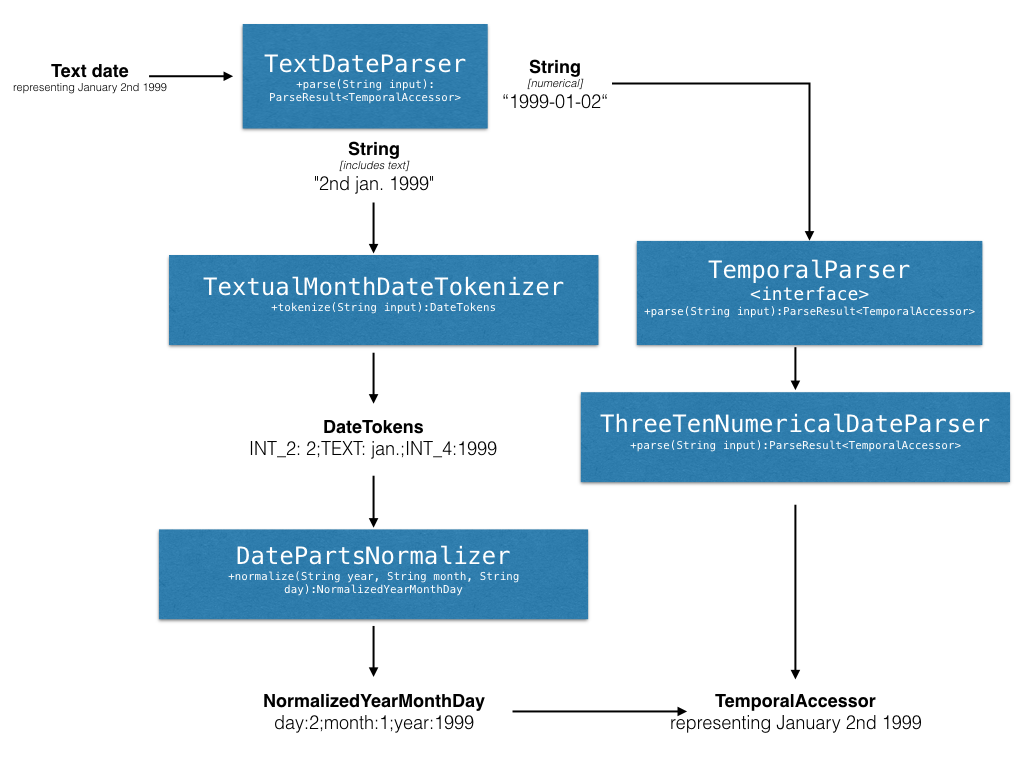 Text date
representing January 2nd 1999
TextDateParser
+parse(String input):
ParseResult<TemporalAccessor>
String
[numerical]
“1999-01-02“
String
[includes text]
"2nd jan. 1999"
TextualMonthDateTokenizer
+tokenize(String input):DateTokens
TemporalParser
<interface>
+parse(String input):ParseResult<TemporalAccessor>
DateTokens
INT_2: 2;TEXT: jan.;INT_4:1999
ThreeTenNumericalDateParser
+parse(String input):ParseResult<TemporalAccessor>
DatePartsNormalizer
+normalize(String year, String month, String
day):NormalizedYearMonthDay
NormalizedYearMonthDay
day:2;month:1;year:1999
TemporalAccessor
representing January 2nd 1999